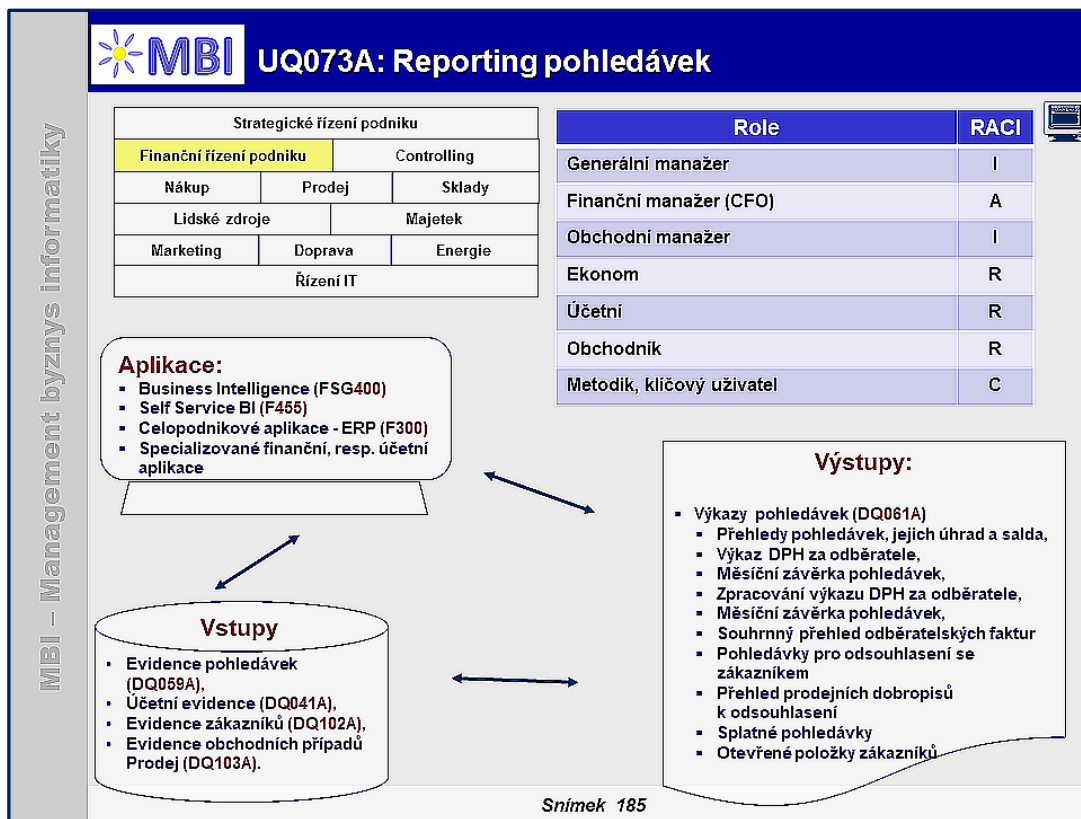 MBI
UQ073A: Reporting pohledávek
MBI – Management byznys informatiky
Strategické řízení podniku
Finanční řízení podniku
Controlling
Nákup
Prodej
Sklady
Lidské zdroje
Majetek
Marketing
Doprava
Energie
Řízení IT
Role RACI
Generální manažer I
Finanční manažer (CFO) A
Obchodní manažer I
Ekonom R
Účetní R
Obchodník R
Metodik, klíčový uživatel C
Aplikace:
▪ Business Intelligence (FSG400)
▪ Self Service BI (F455)
▪ Celopodnikové aplikace - ERP (F300)
▪ Specializované finanční, resp. účetní
aplikace
Vstupy
▪ Evidence pohledávek
(DQ059A),
▪ Účetní evidence (DQ041A),
▪ Evidence zákazníků (DQ102A),
▪ Evidence obchodních případů
Prodej (DQ103A).
Výstupy:
▪ Výkazy pohledávek (DQ061A)
▪ Přehledy pohledávek, jejich úhrad a salda,
▪ Výkaz DPH za odběratele,
▪ Měsíční závěrka pohledávek,
▪ Zpracování výkazu DPH za odběratele,
▪ Měsíční závěrka pohledávek,
▪ Souhrnný přehled odběratelských faktur
▪ Pohledávky pro odsouhlasení se
zákazníkem
▪ Přehled prodejních dobropisů
k odsouhlasení
▪ Splatné pohledávky
▪ Otevřené položky zákazníků
Snímek 185